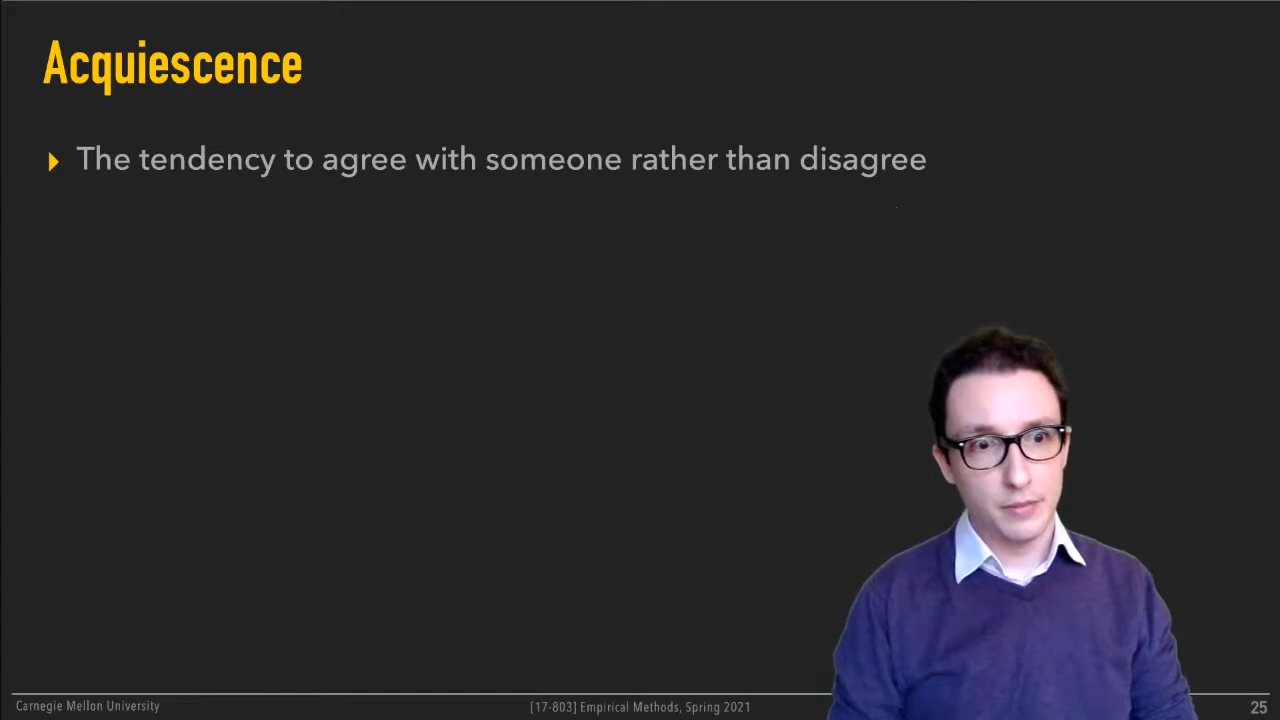 Acquiescence
The tendency to agree with someone rather than disagree
Carnegie Mellon University
[17-803] Empirical Methods, Spring 2021
25